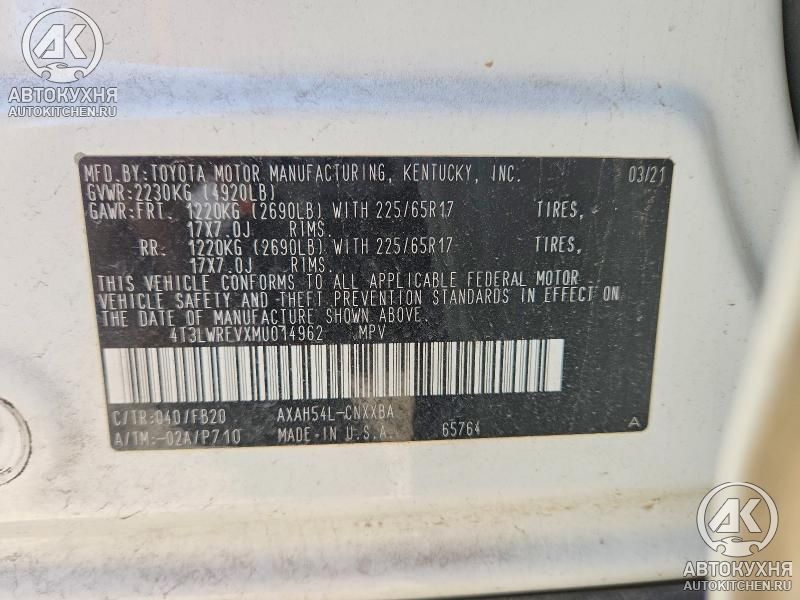 АК
АВТОКУХНЯ
AUTOKITCHEN.RU
MFD.BY:TOYOTA MOTOR MANUFACTURING, KENTUCKY, INC. 03/21
GVWR:2230KG (4920LB)
GAWR:FRT. 1220KG (2690LB) WITH 225/65R17 TIRES,
17X7.0J RIMS.
RR. 1220KG (2690LB) WITH 225/65R17 TIRES,
17X7.0J RIMS.
THIS VEHICLE CONFORMS TO ALL APPLICABLE FEDERAL MOTOR
VEHICLE SAFETY AND THEFT PREVENTION STANDARDS IN EFFECT ON
THE DATE OF MANUFACTURE SHOWN ABOVE.
4T3LWREVXMU014962 MPV
C/TR:040/FB20 AXAH54L-CNXXBA
A/TM:-02A/P710 MADE IN U.S.A. 65764 A
АК
АВТОКУХНЯ
AUTOKITCHEN.RU